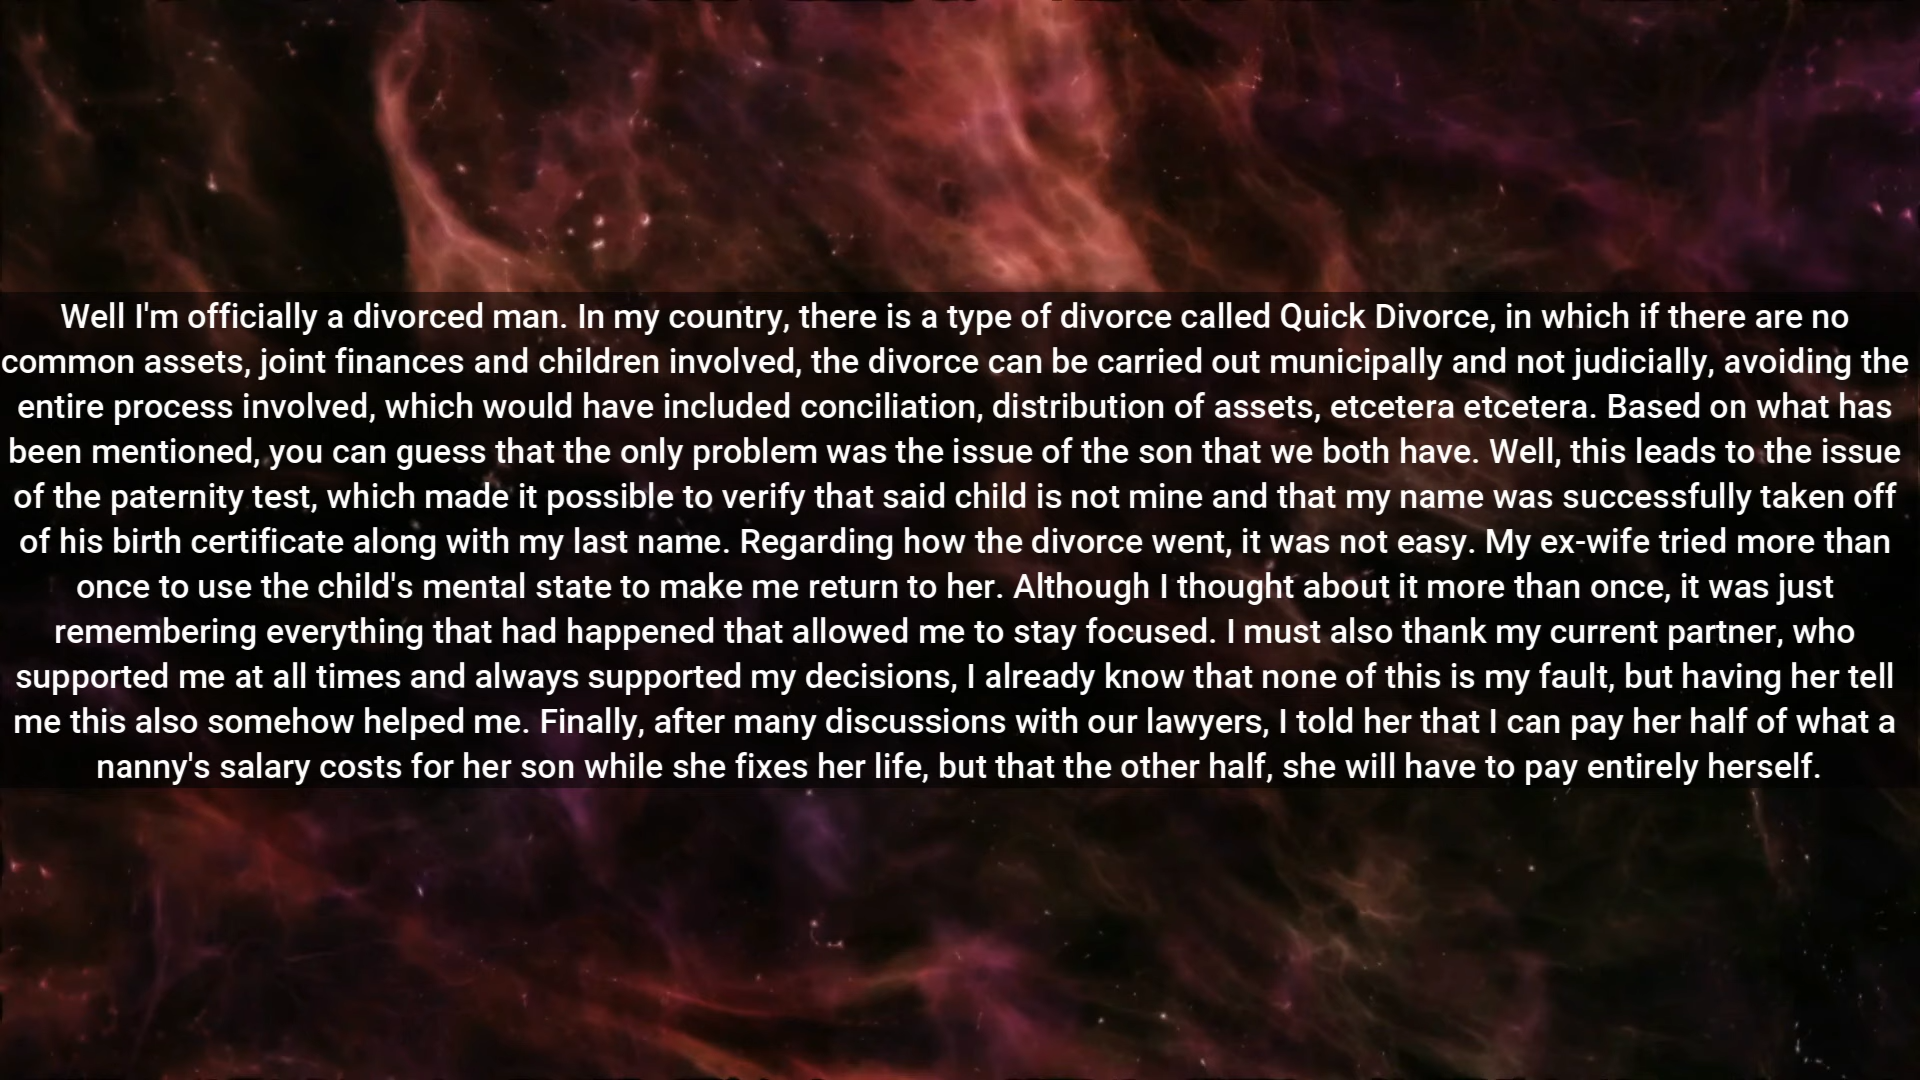 Well I'm officially a divorced man. In my country, there is a type of divorce called Quick Divorce, in which if there are no
common assets, joint finances and children involved, the divorce can be carried out municipally and not judicially, avoiding the
entire process involved, which would have included conciliation, distribution of assets, etcetera etcetera. Based on what has
been mentioned, you can guess that the only problem was the issue of the son that we both have. Well, this leads to the issue
of the paternity test, which made it possible to verify that said child is not mine and that my name was successfully taken off
of his birth certificate along with my last name. Regarding how the divorce went, it was not easy. My ex-wife tried more than
once to use the child's mental state to make me return to her. Although I thought about it more than once, it was just
remembering everything that had happened that allowed me to stay focused. I must also thank my current partner, who
supported me at all times and always supported my decisions, I already know that none of this is my fault, but having her tell
me this also somehow helped me. Finally, after many discussions with our lawyers, I told her that I can pay her half of what a
nanny's salary costs for her son while she fixes her life, but that the other half, she will have to pay entirely herself.